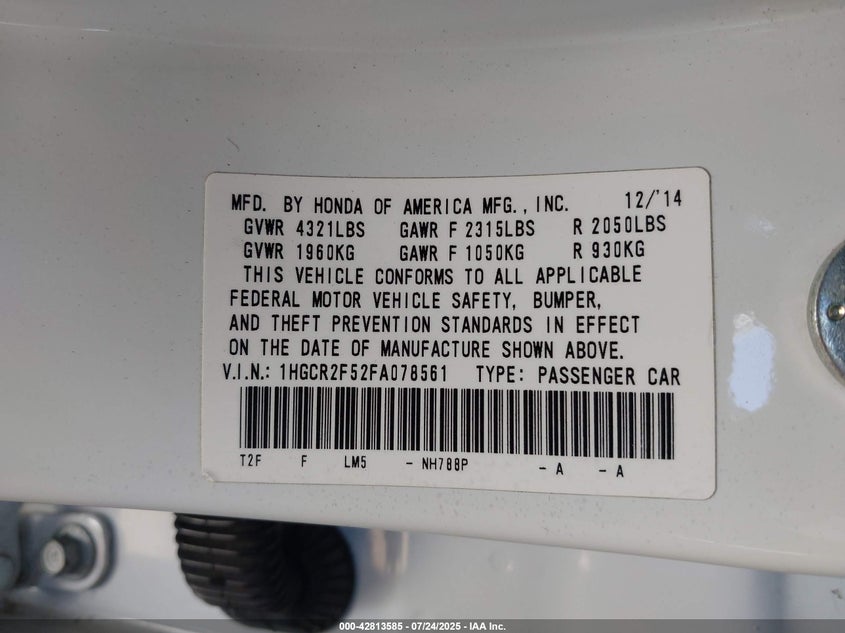 MFD. BY HONDA OF AMERICA MFG., INC. 12/'14
GVWR 4321LBS GAWR F 2315LBS R 2050LBS
GVWR 1960KG GAWR F 1050KG R 930KG
THIS VEHICLE CONFORMS TO ALL APPLICABLE
FEDERAL MOTOR VEHICLE SAFETY, BUMPER,
AND THEFT PREVENTION STANDARDS IN EFFECT
ON THE DATE OF MANUFACTURE SHOWN ABOVE.
V.I.N.: 1HGCR2F52FA078561 TYPE: PASSENGER CAR
T2F F LM5 - NH788P - A - A
000-42813585 - 07/24/2025 - IAA Inc.